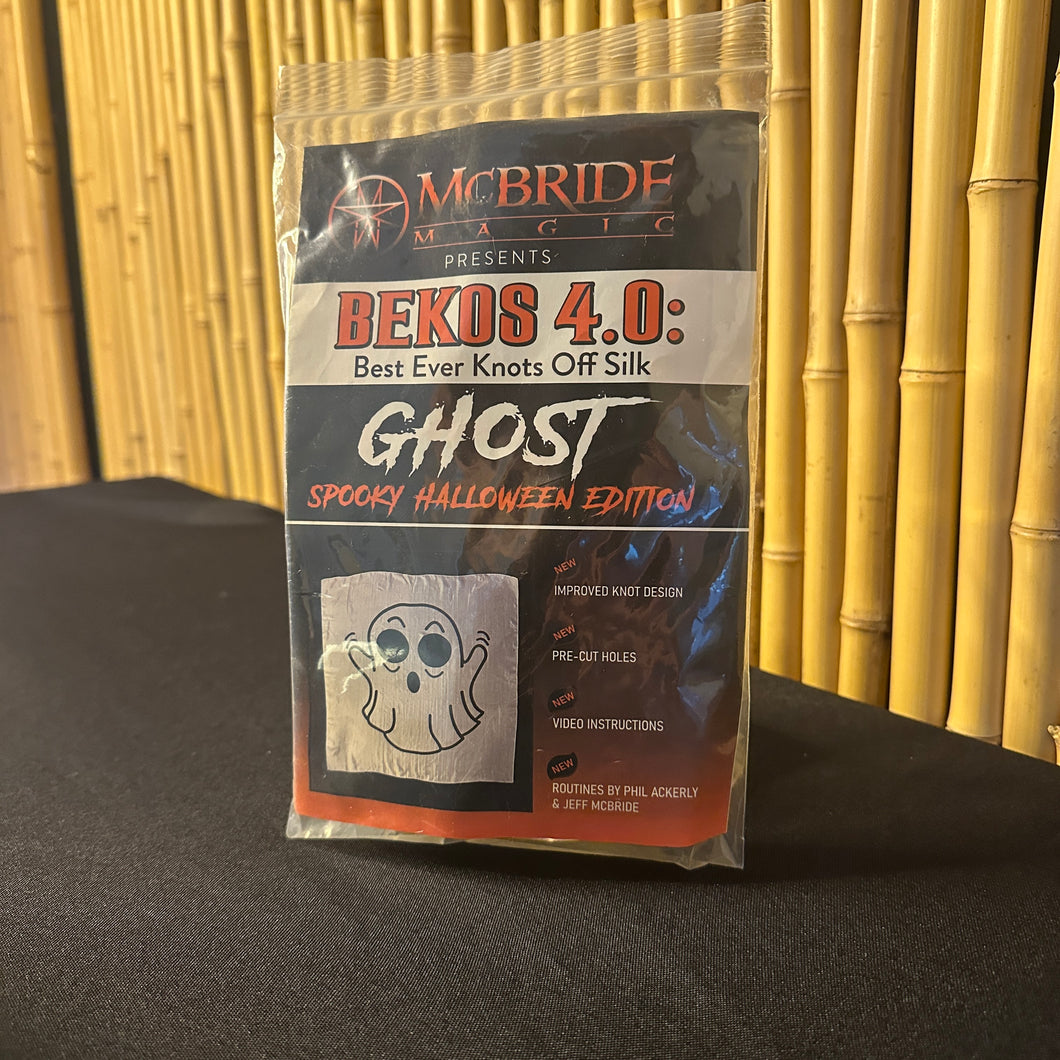 McBRIDE
MAGIC
PRESENTS
BEKOS 4.0:
Best Ever Knots Off Silk
GHOST
SPOOKY HALLOWEEN EDITION
NEW
IMPROVED KNOT DESIGN
NEW
PRE-CUT HOLES
NEW
VIDEO INSTRUCTIONS
NEW
ROUTINES BY PHIL ACKERLY
& JEFF MCBRIDE